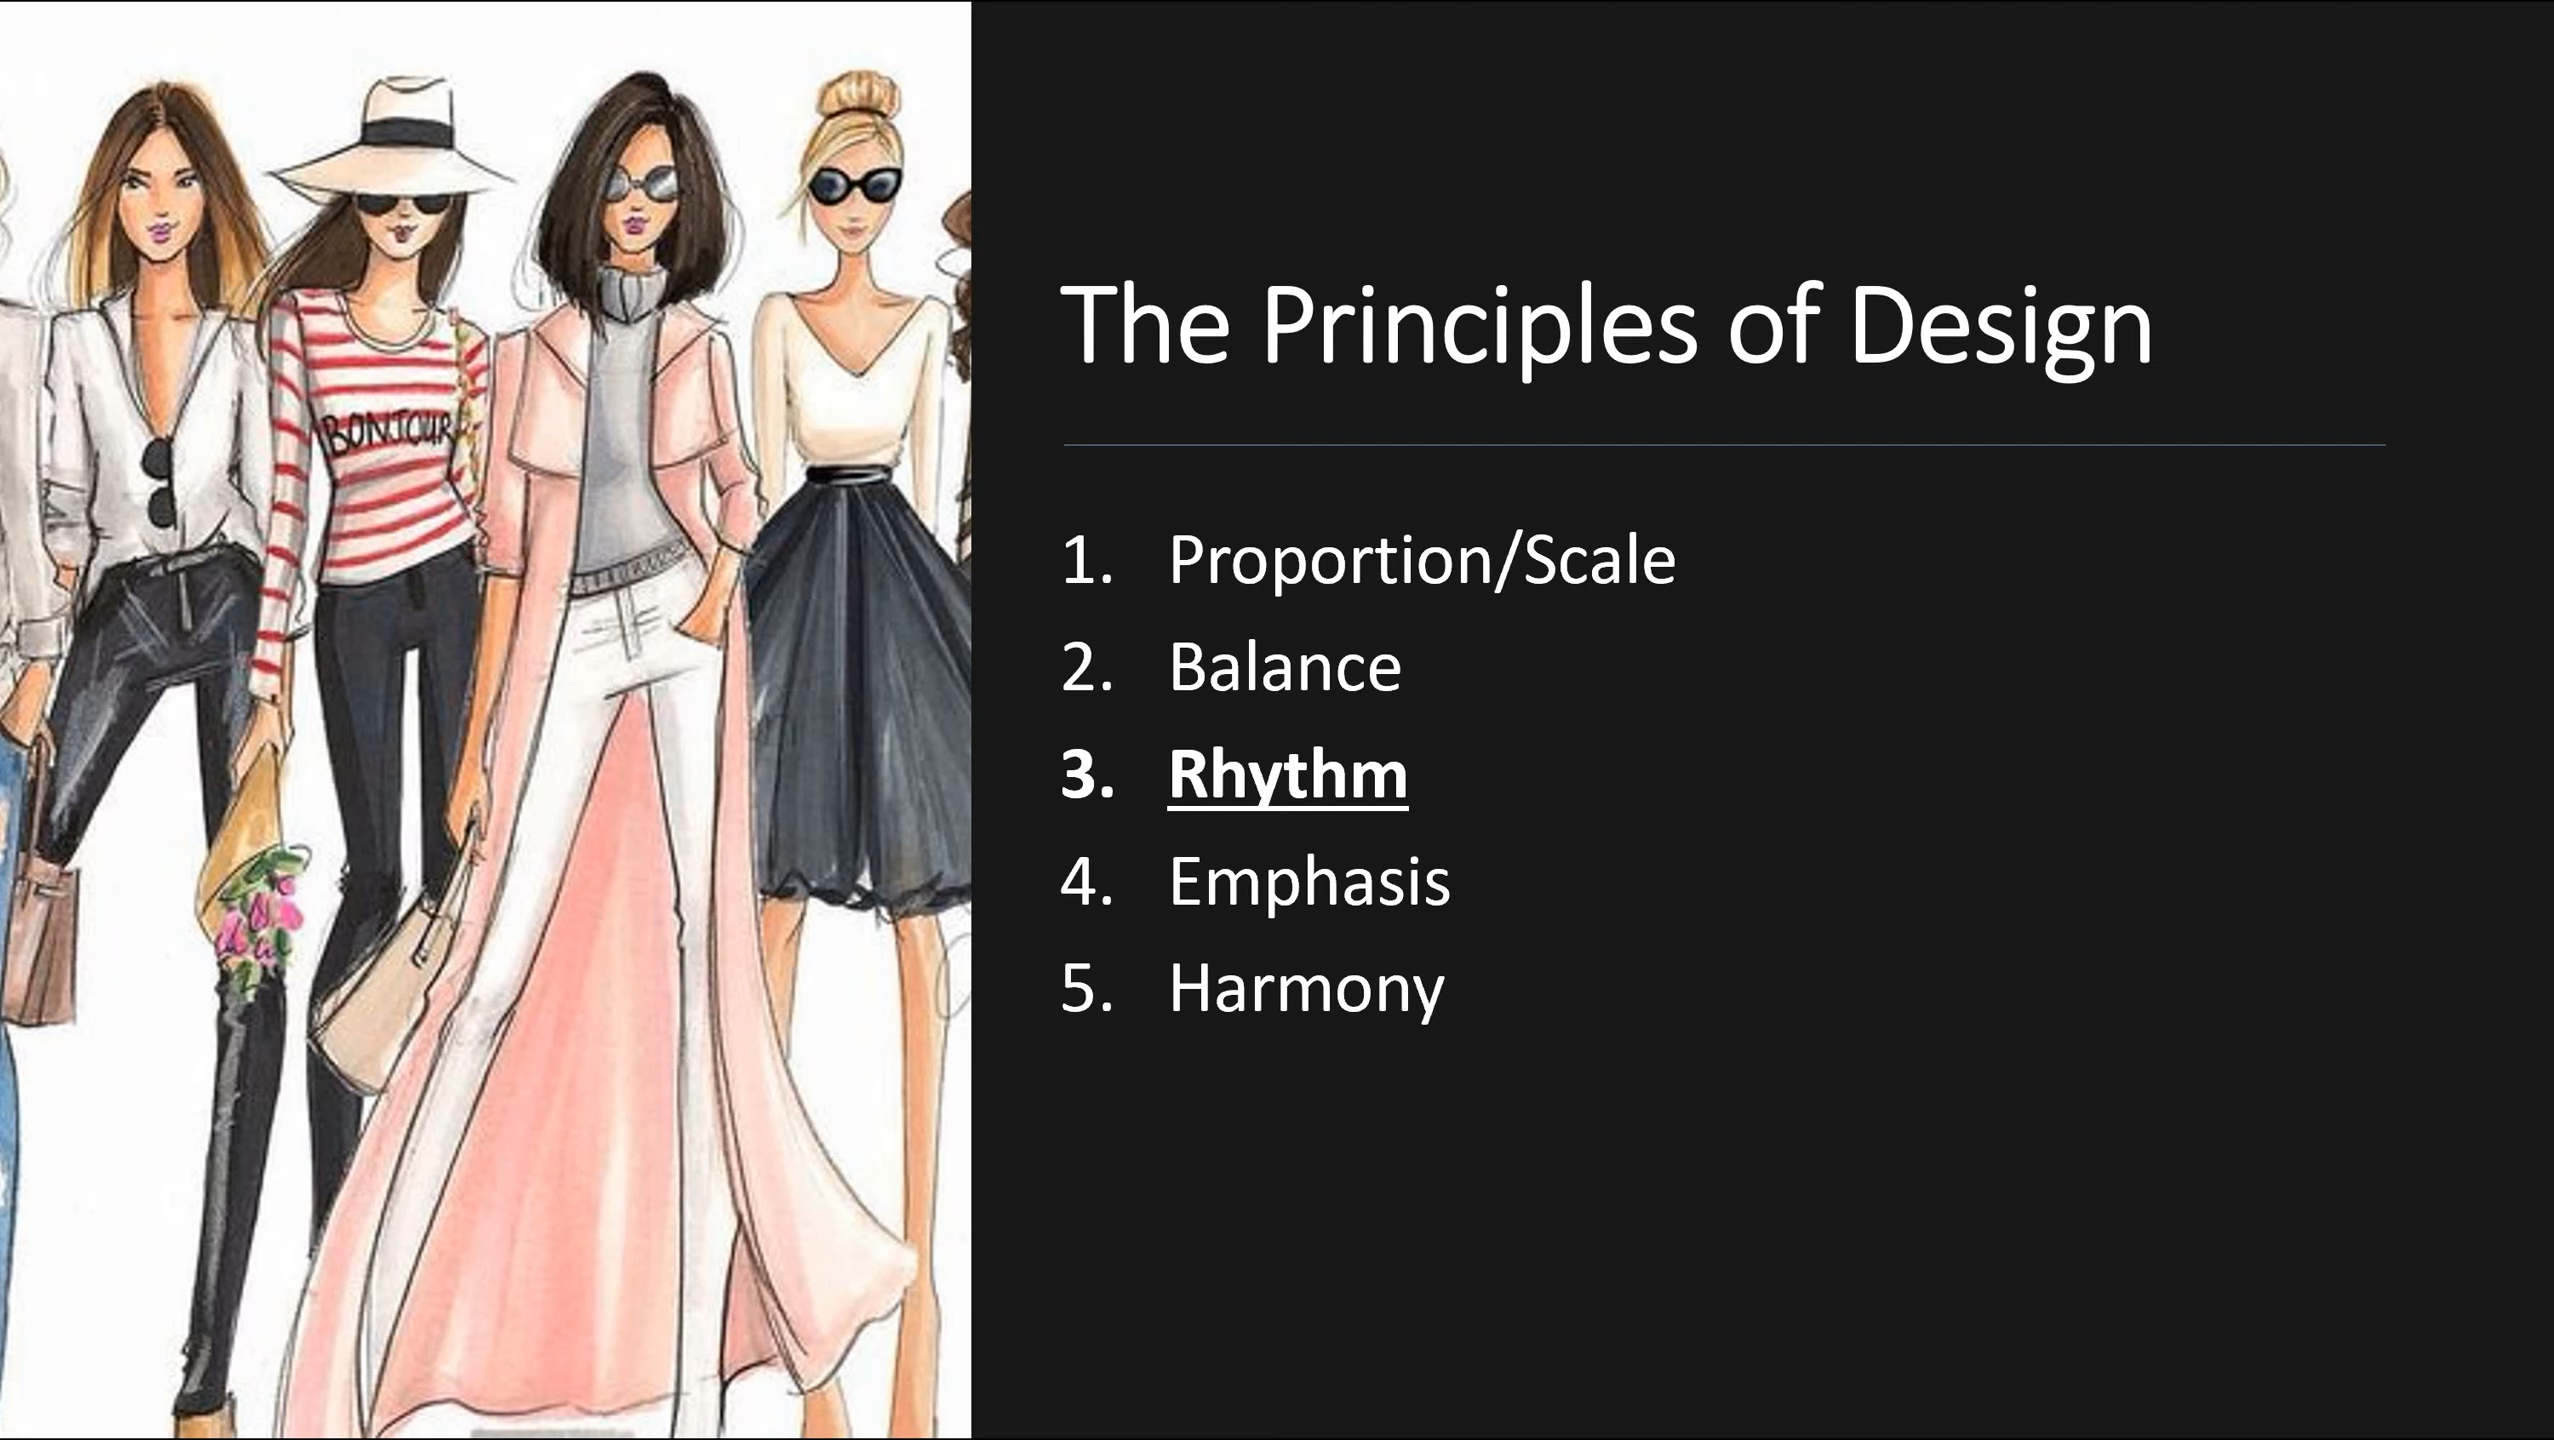 BONJOUR
The Principles of Design
1. Proportion/Scale
2. Balance
3. Rhythm
4. Emphasis
5. Harmony